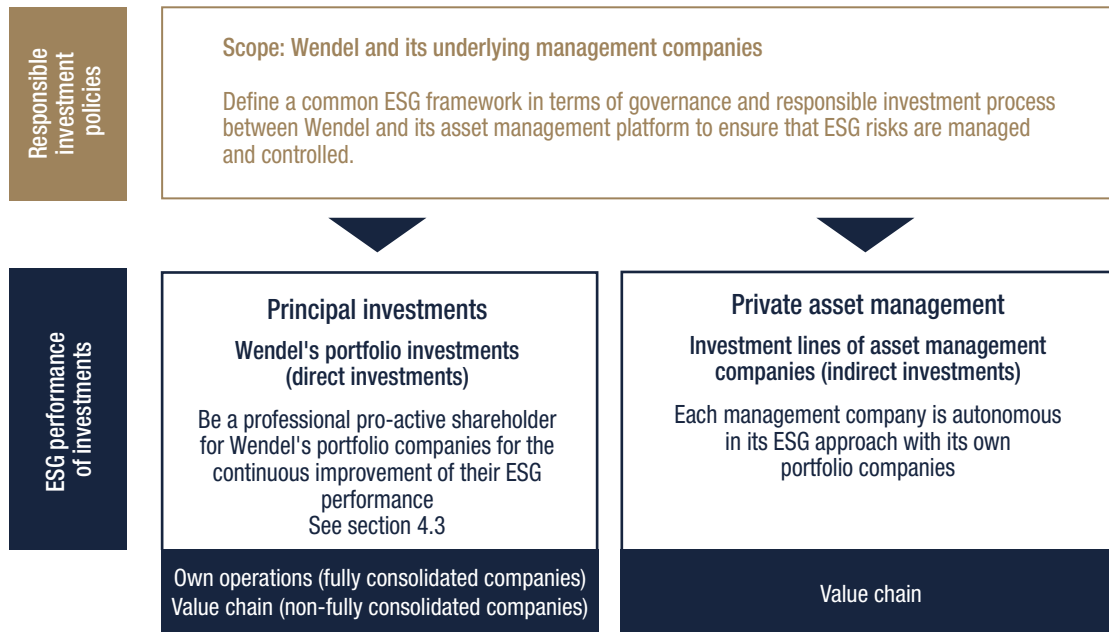 Responsible
investment
policies
Scope: Wendel and its underlying management companies
Define a common ESG framework in terms of governance and responsible investment process
between Wendel and its asset management platform to ensure that ESG risks are managed
and controlled.
ESG performance
of investments
Principal investments
Wendel's portfolio investments
(direct investments)
Be a professional pro-active shareholder
for Wendel's portfolio companies for the
continuous improvement of their ESG
performance
See section 4.3
Own operations (fully consolidated companies)
Value chain (non-fully consolidated companies)
Private asset management
Investment lines of asset management
companies (indirect investments)
Each management company is autonomous
in its ESG approach with its own
portfolio companies
Value chain